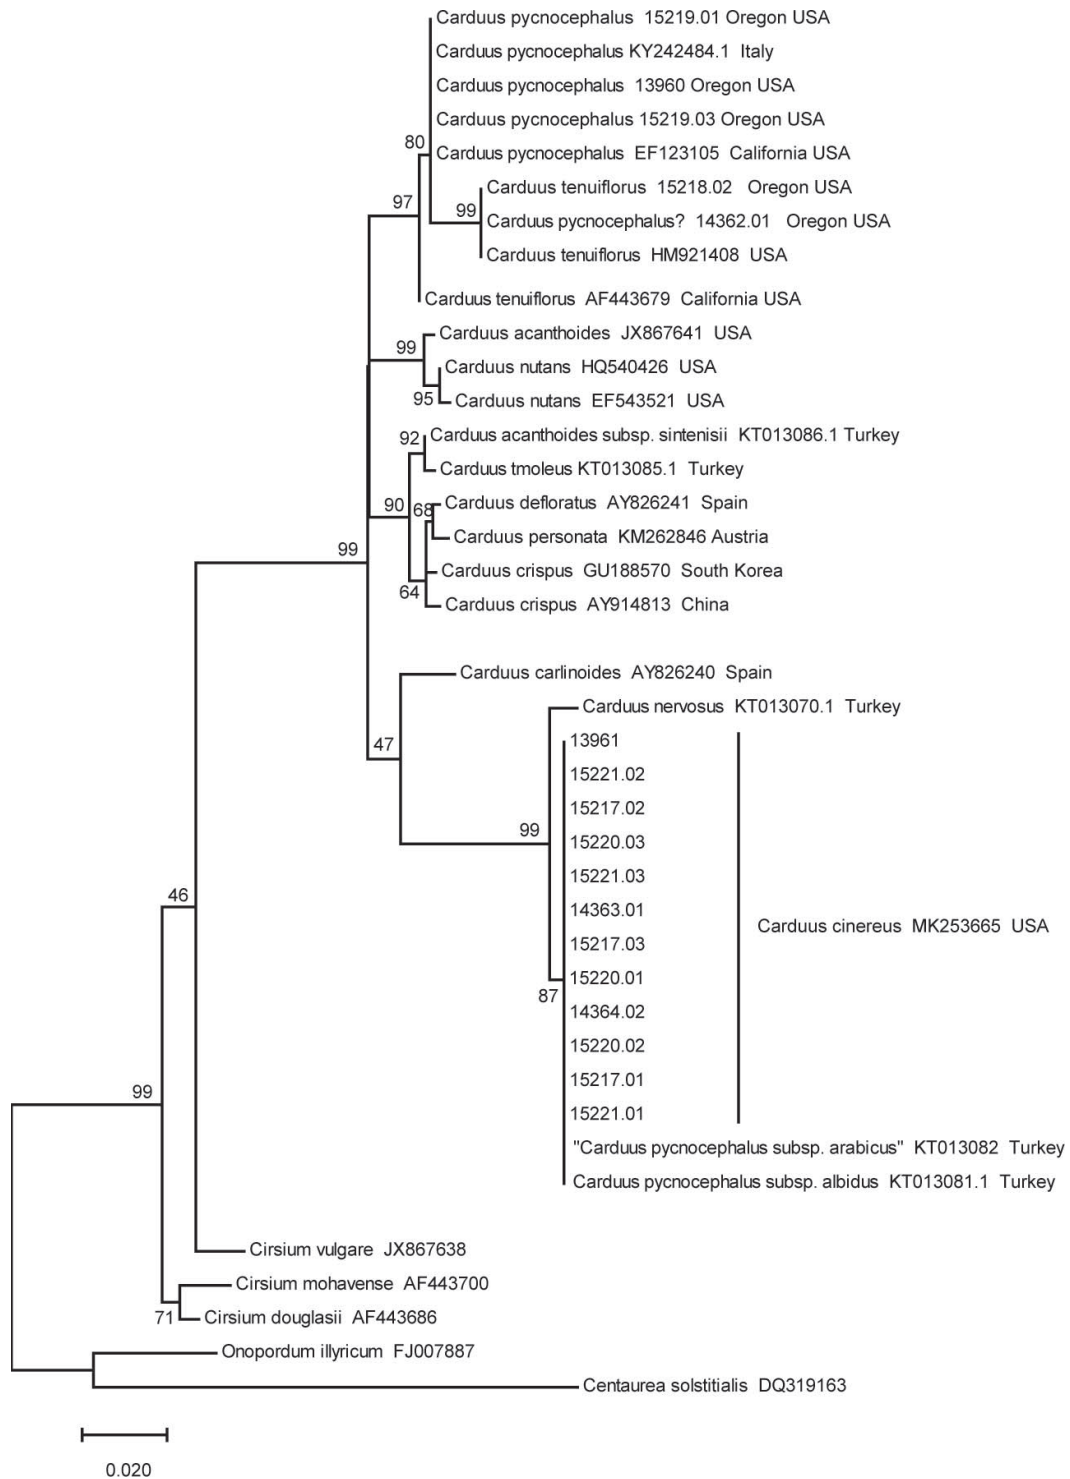 Carduus pycnocephalus 15219.01 Oregon USA
Carduus pycnocephalus KY242484.1 Italy
Carduus pycnocephalus 13960 Oregon USA
Carduus pycnocephalus 15219.03 Oregon USA
80
Carduus pycnocephalus EF123105 California USA
Carduus tenuiflorus 15218.02 Oregon USA
97
99
Carduus pycnocephalus? 14362.01 Oregon USA
Carduus tenuiflorus HM921408 USA
Carduus tenuiflorus AF443679 California USA
Carduus acanthoides JX867641 USA
99
Carduus nutans HQ540426 USA
95
Carduus nutans EF543521 USA
92
Carduus acanthoides subsp. sintenisii KT013086.1 Turkey
Carduus tmoleus KT013085.1 Turkey
90
68
Carduus defloratus AY826241 Spain
Carduus personata KM262846 Austria
99
Carduus crispus GU188570 South Korea
64
Carduus crispus AY914813 China
Carduus carlinoides AY826240 Spain
Carduus nervosus KT013070.1 Turkey
47
13961
15221.02
15217.02
99
15220.03
15221.03
46
14363.01
Carduus cinereus MK253665 USA
15217.03
15220.01
87
14364.02
15220.02
99
15217.01
15221.01
"Carduus pycnocephalus subsp. arabicus" KT013082 Turkey
Carduus pycnocephalus subsp. albidus KT013081.1 Turkey
Cirsium vulgare JX867638
Cirsium mohavense AF443700
71
Cirsium douglasii AF443686
Onopordum illyricum FJ007887
Centaurea solstitialis DQ319163
0.020